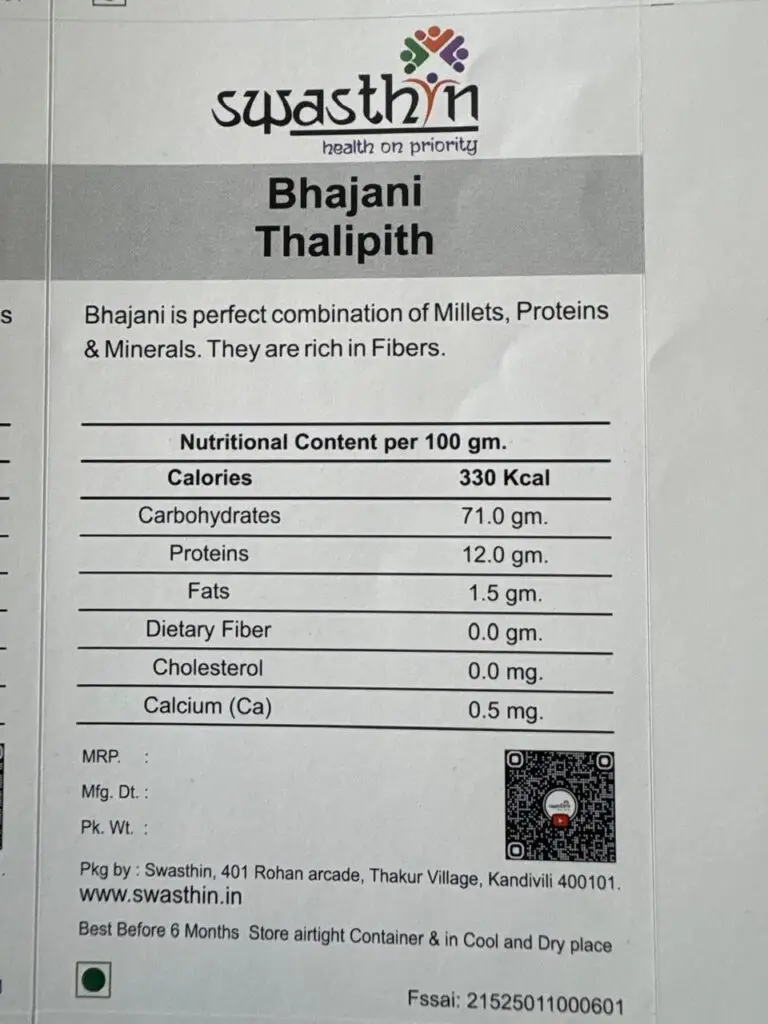 swasthin
health on priority
Bhajani
Thalipith
s
Bhajani is perfect combination of Millets, Proteins
& Minerals. They are rich in Fibers.
Nutritional Content per 100 gm.
Calories 330 Kcal
Carbohydrates 71.0 gm.
Proteins 12.0 gm.
Fats 1.5 gm.
Dietary Fiber 0.0 gm.
Cholesterol 0.0 mg.
Calcium (Ca) 0.5 mg.
MRP. :
Mfg. Dt. :
Pk. Wt. :
Pkg by : Swasthin, 401 Rohan arcade, Thakur Village, Kandivili 400101.
www.swasthin.in
Best Before 6 Months Store airtight Container & in Cool and Dry place
Fssai: 21525011000601